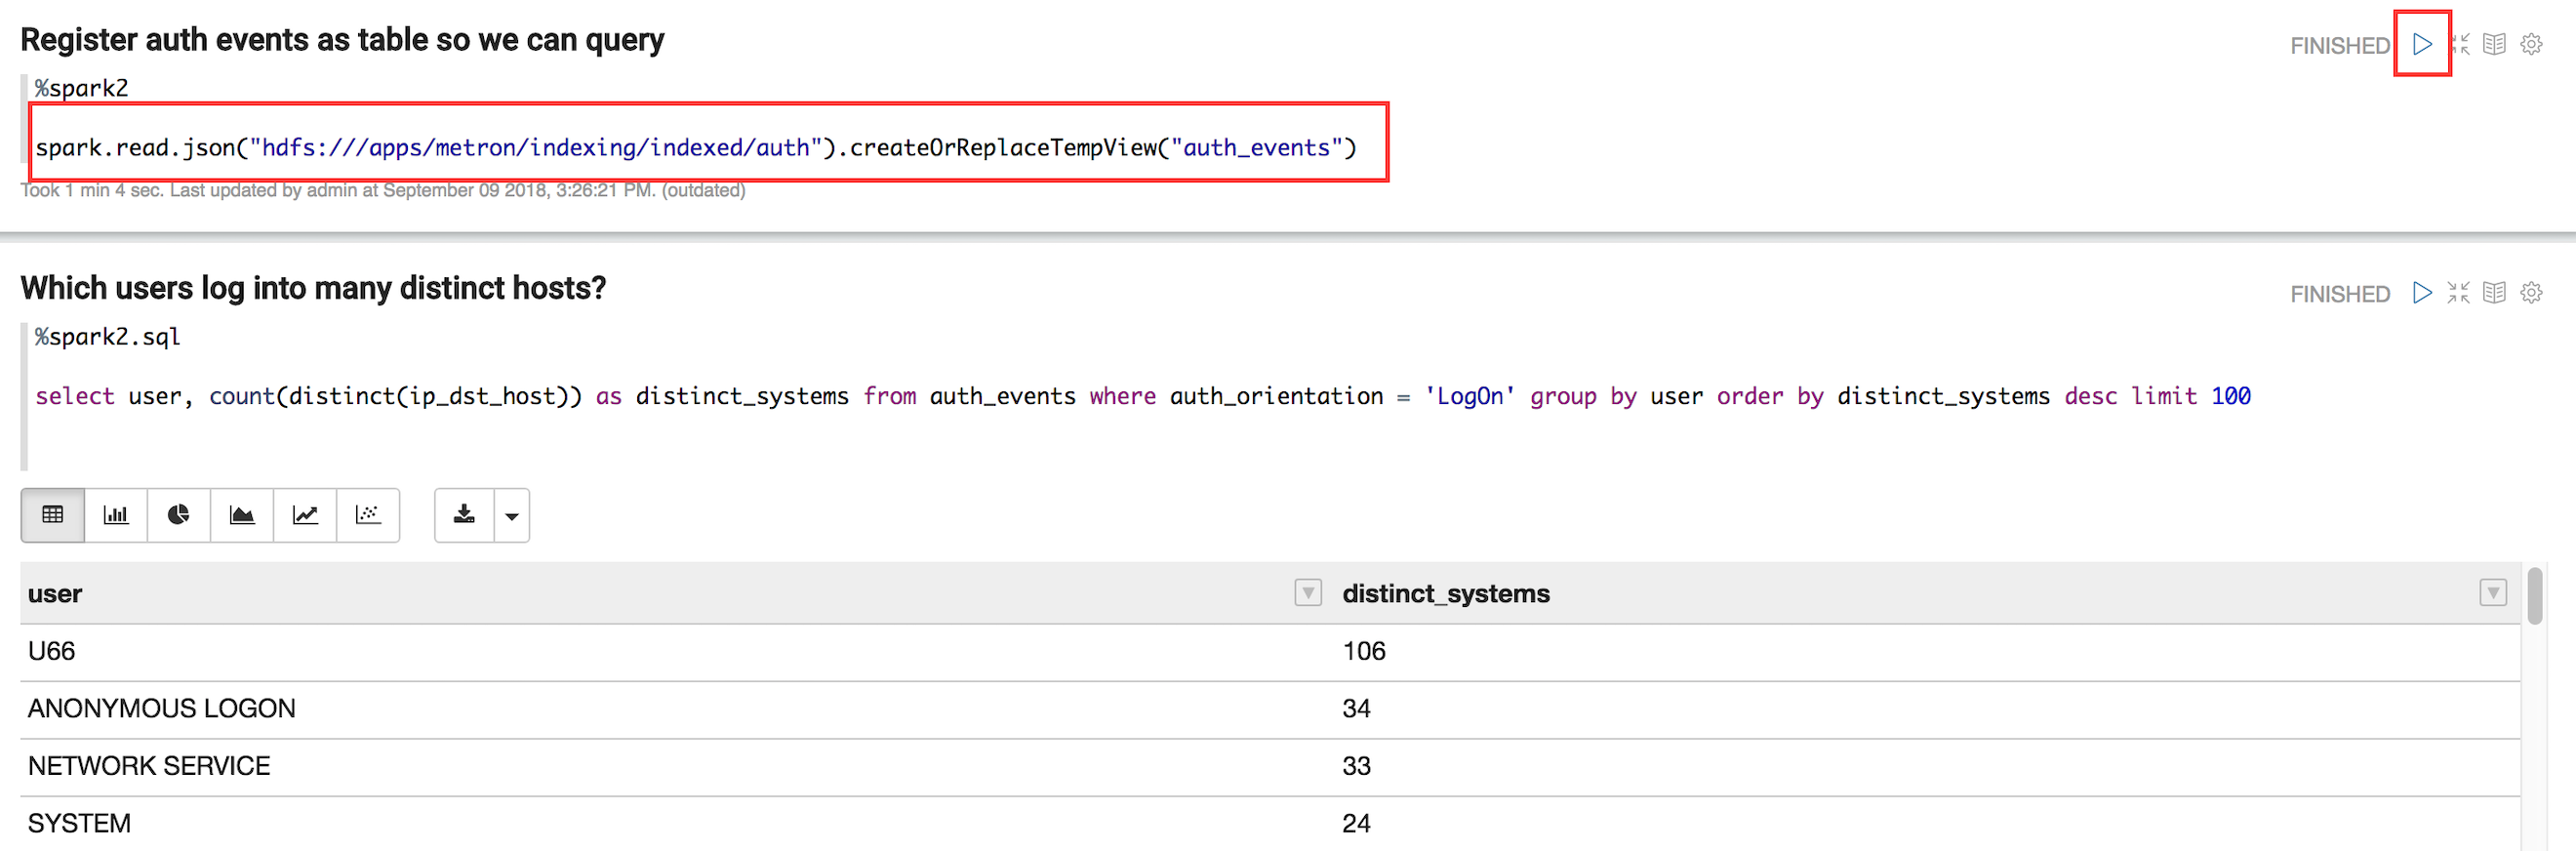 Register auth events as table so we can query
FINISHED
%spark2
spark.read.json("hdfs:///apps/metron/indexing/indexed/auth").createOrReplaceTempView("auth_events")
Took 1 min 4 sec. Last updated by admin at September 09 2018, 3:26:21 PM. (outdated)
Which users log into many distinct hosts?
FINISHED
%spark2.sql
select user, count(distinct(ip_dst_host)) as distinct_systems from auth_events where auth_orientation = 'LogOn' group by user order by distinct_systems desc limit 100
user distinct_systems
U66 106
ANONYMOUS LOGON 34
NETWORK SERVICE 33
SYSTEM 24